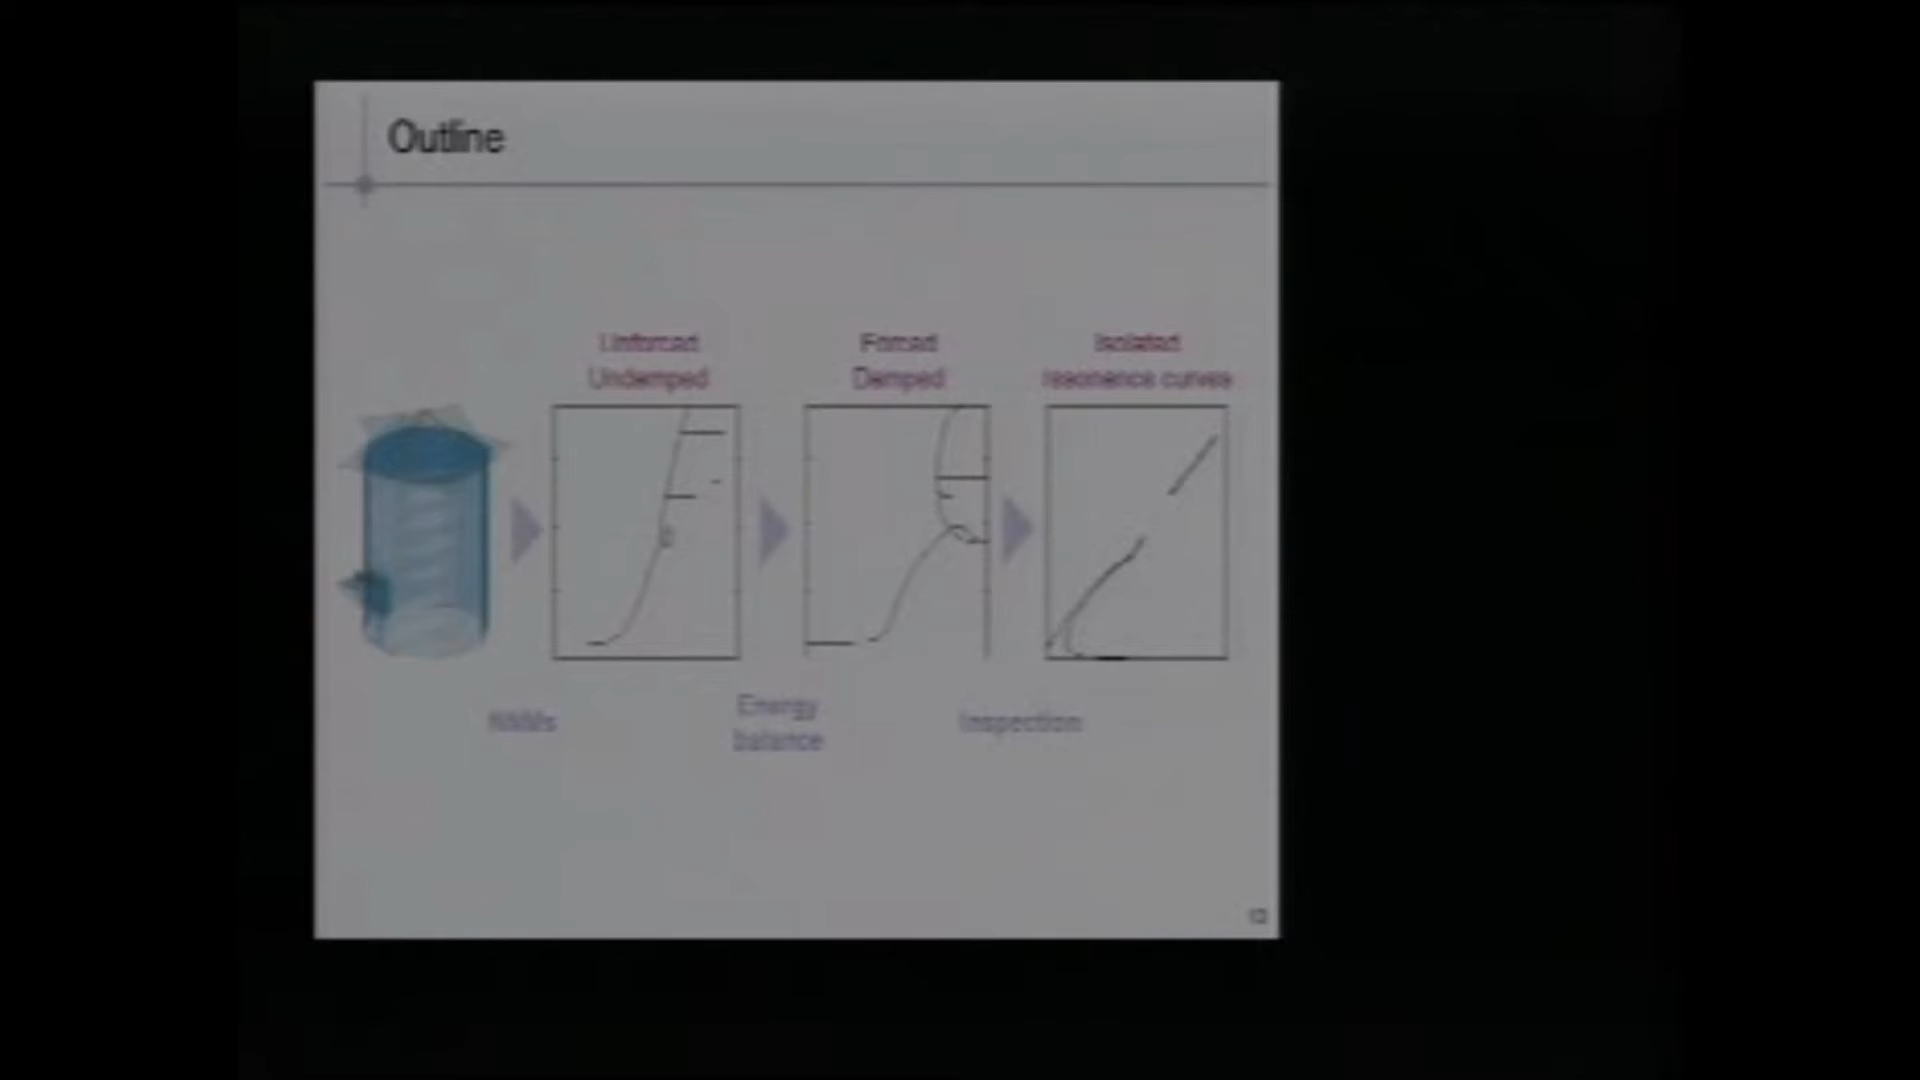 Outline
Unforced
Undamped
Forced
Damped
Isolated
resonance curves
NNMs
Energy
balance
Inspection